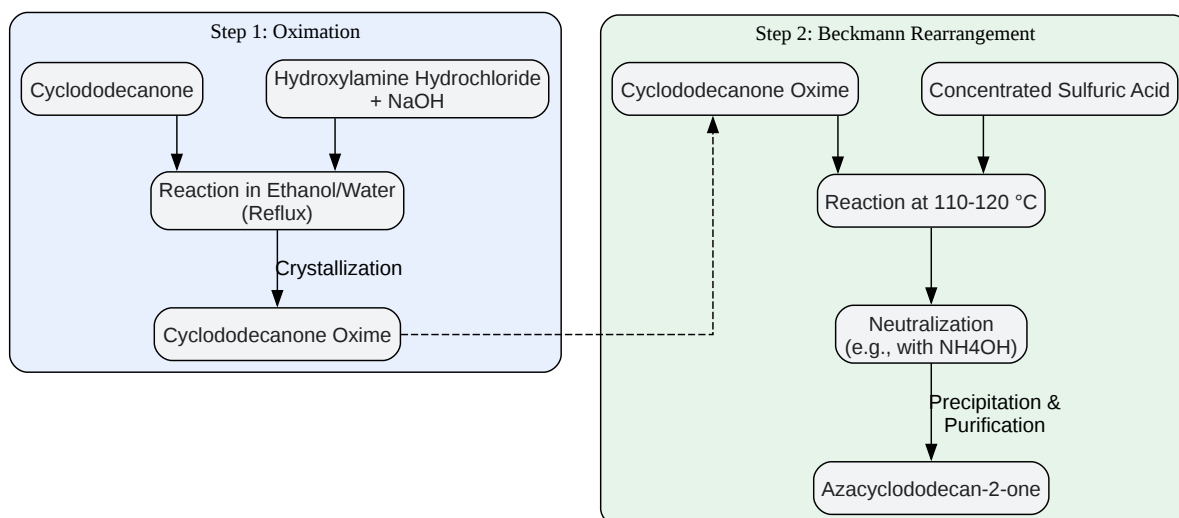 Step 1: Oximation
Cyclododecanone
Hydroxylamine Hydrochloride
+ NaOH
Reaction in Ethanol/Water
(Reflux)
Crystallization
Cyclododecanone Oxime
Step 2: Beckmann Rearrangement
Cyclododecanone Oxime
Concentrated Sulfuric Acid
Reaction at 110-120 °C
Neutralization
(e.g., with NH4OH)
Precipitation &
Purification
Azacyclododecan-2-one